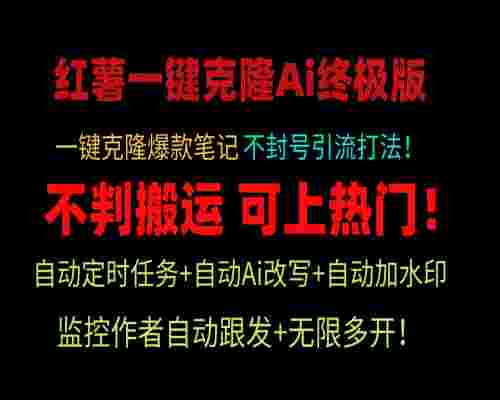 红薯一键克隆Ai终极版
一键克隆爆款笔记 不封号引流打法！
不判搬运 可上热门！
自动定时任务+自动Ai改写+自动加水印
监控作者自动跟发+无限多开！